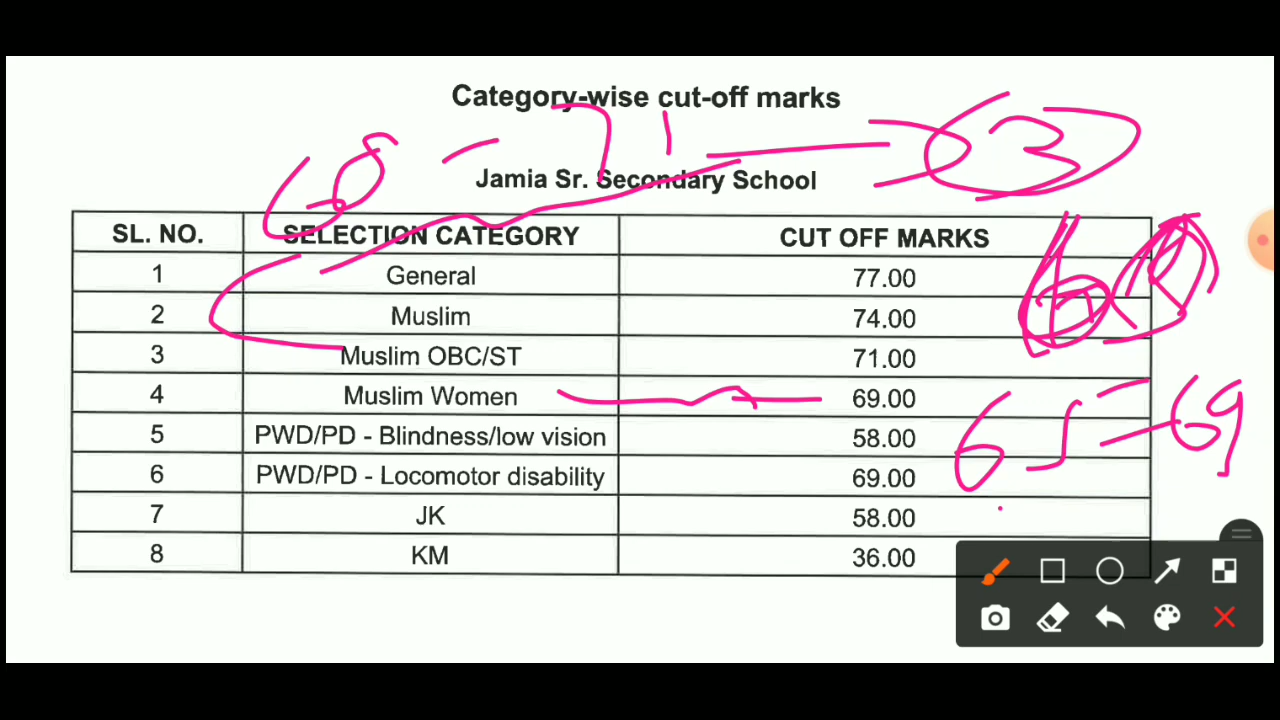 Category-wise cut-off marks
68 - 71 3
Jamia Sr. Secondary School
SL. NO. SELECTION CATEGORY CUT OFF MARKS
1 General 77.00
2 Muslim 74.00
3 Muslim OBC/ST 71.00
4 Muslim Women 69.00
5 PWD/PD - Blindness/low vision 58.00
6 PWD/PD - Locomotor disability 69.00
65 - 69
7 JK 58.00
8 KM 36.00